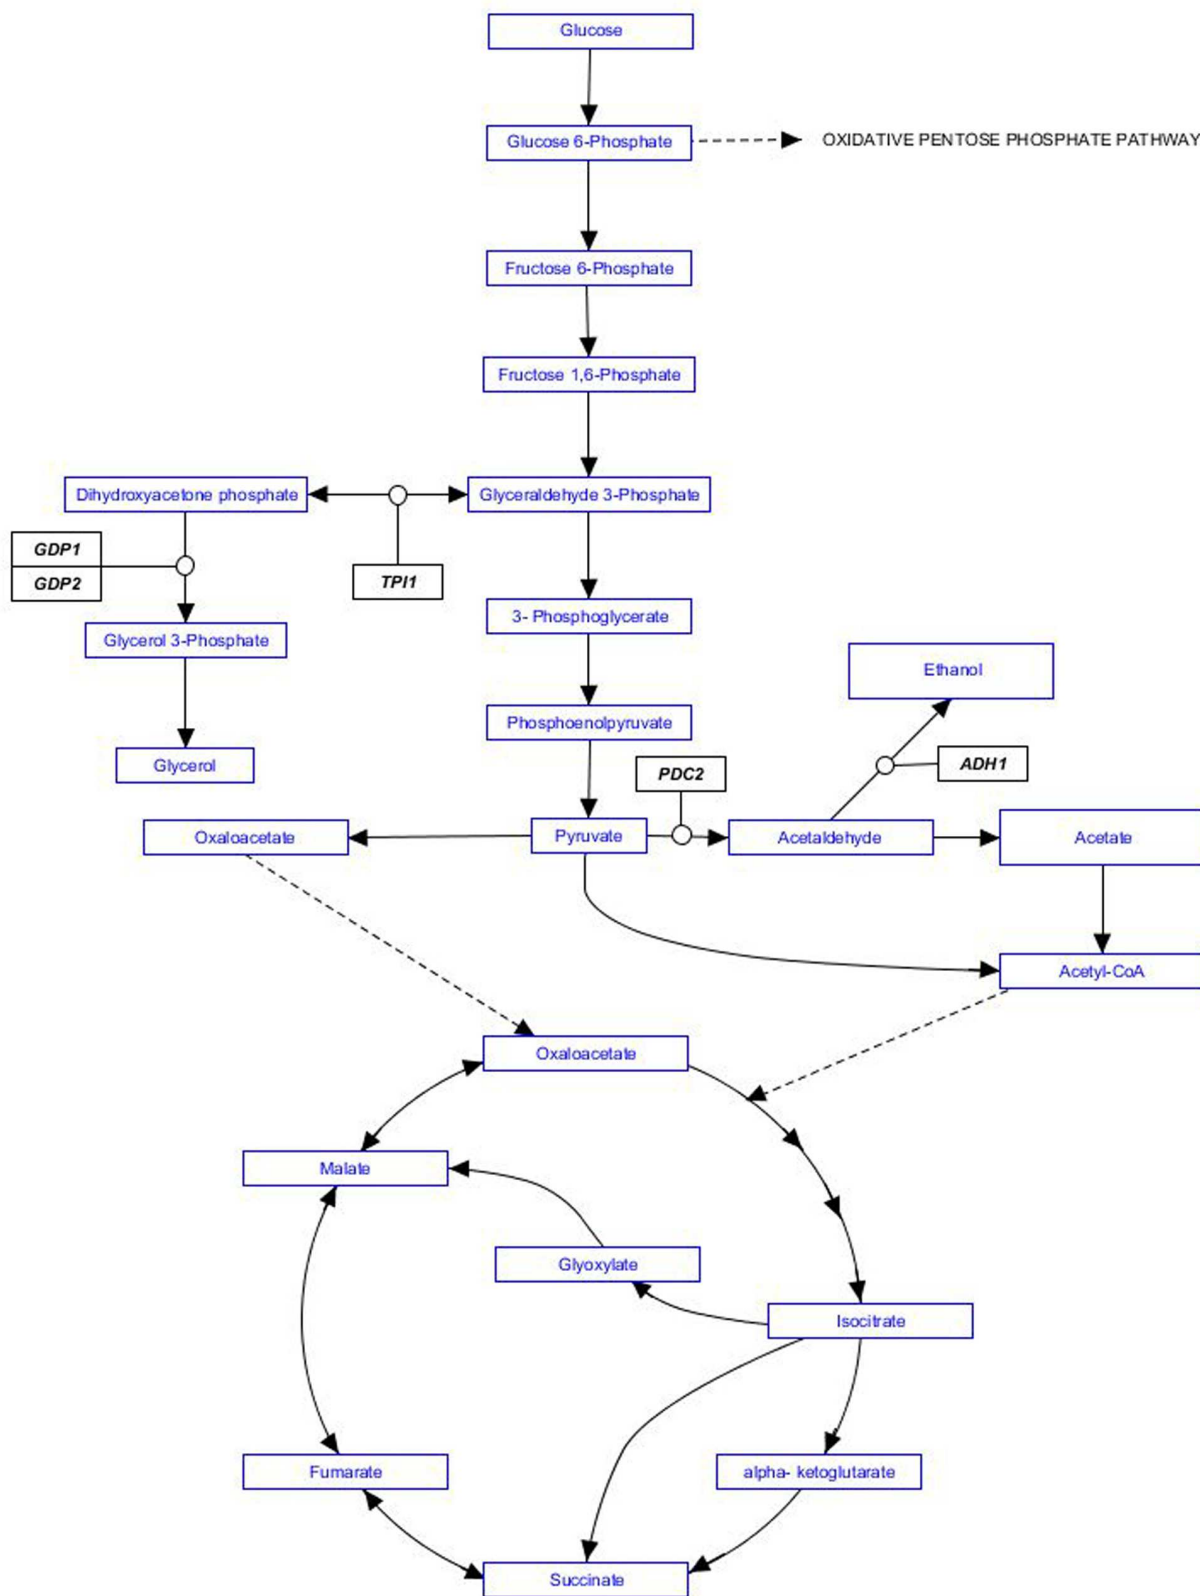 Glucose
Glucose 6-Phosphate
OXIDATIVE PENTOSE PHOSPHATE PATHWAY
Fructose 6-Phosphate
Fructose 1,6-Phosphate
Dihydroxyacetone phosphate
Glyceraldehyde 3-Phosphate
GDP1
GDP2
TPI1
3- Phosphoglycerate
Glycerol 3-Phosphate
Ethanol
Phosphoenolpyruvate
Glycerol
PDC2
ADH1
Oxaloacetate
Pyruvate
Acetaldehyde
Acetate
Acetyl-CoA
Oxaloacetate
Malate
Glyoxylate
Isocitrate
Fumarate
alpha- ketoglutarate
Succinate